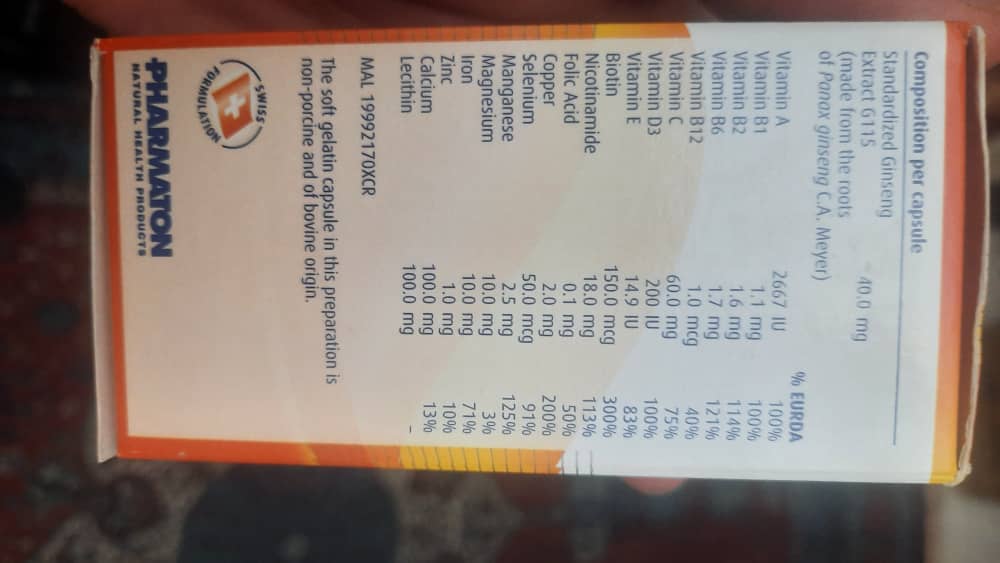 Composition per capsule
Standardized Ginseng
Extract G115 40.0 mg
(made from the roots
of Panax ginseng C.A. Meyer)
% EURDA
Vitamin A 2667 IU 100%
Vitamin B1 1.1 mg 100%
Vitamin B2 1.6 mg 114%
Vitamin B6 1.7 mg 121%
Vitamin B12 1.0 mcg 40%
Vitamin C 60.0 mg 75%
Vitamin D3 200 IU 100%
Vitamin E 14.9 IU 83%
Biotin 150.0 mcg 300%
Nicotinamide 18.0 mg 113%
Folic Acid 0.1 mg 50%
Copper 2.0 mg 200%
Selenium 50.0 mcg 91%
Manganese 2.5 mg 125%
Magnesium 10.0 mg 3%
Iron 10.0 mg 71%
Zinc 1.0 mg 10%
Calcium 100.0 mg 13%
Lecithin 100.0 mg –
MAL 19992170XCR
The soft gelatin capsule in this preparation is
non-porcine and of bovine origin.
SWISS
FORMULATION
PHARMATON
NATURAL HEALTH PRODUCTS